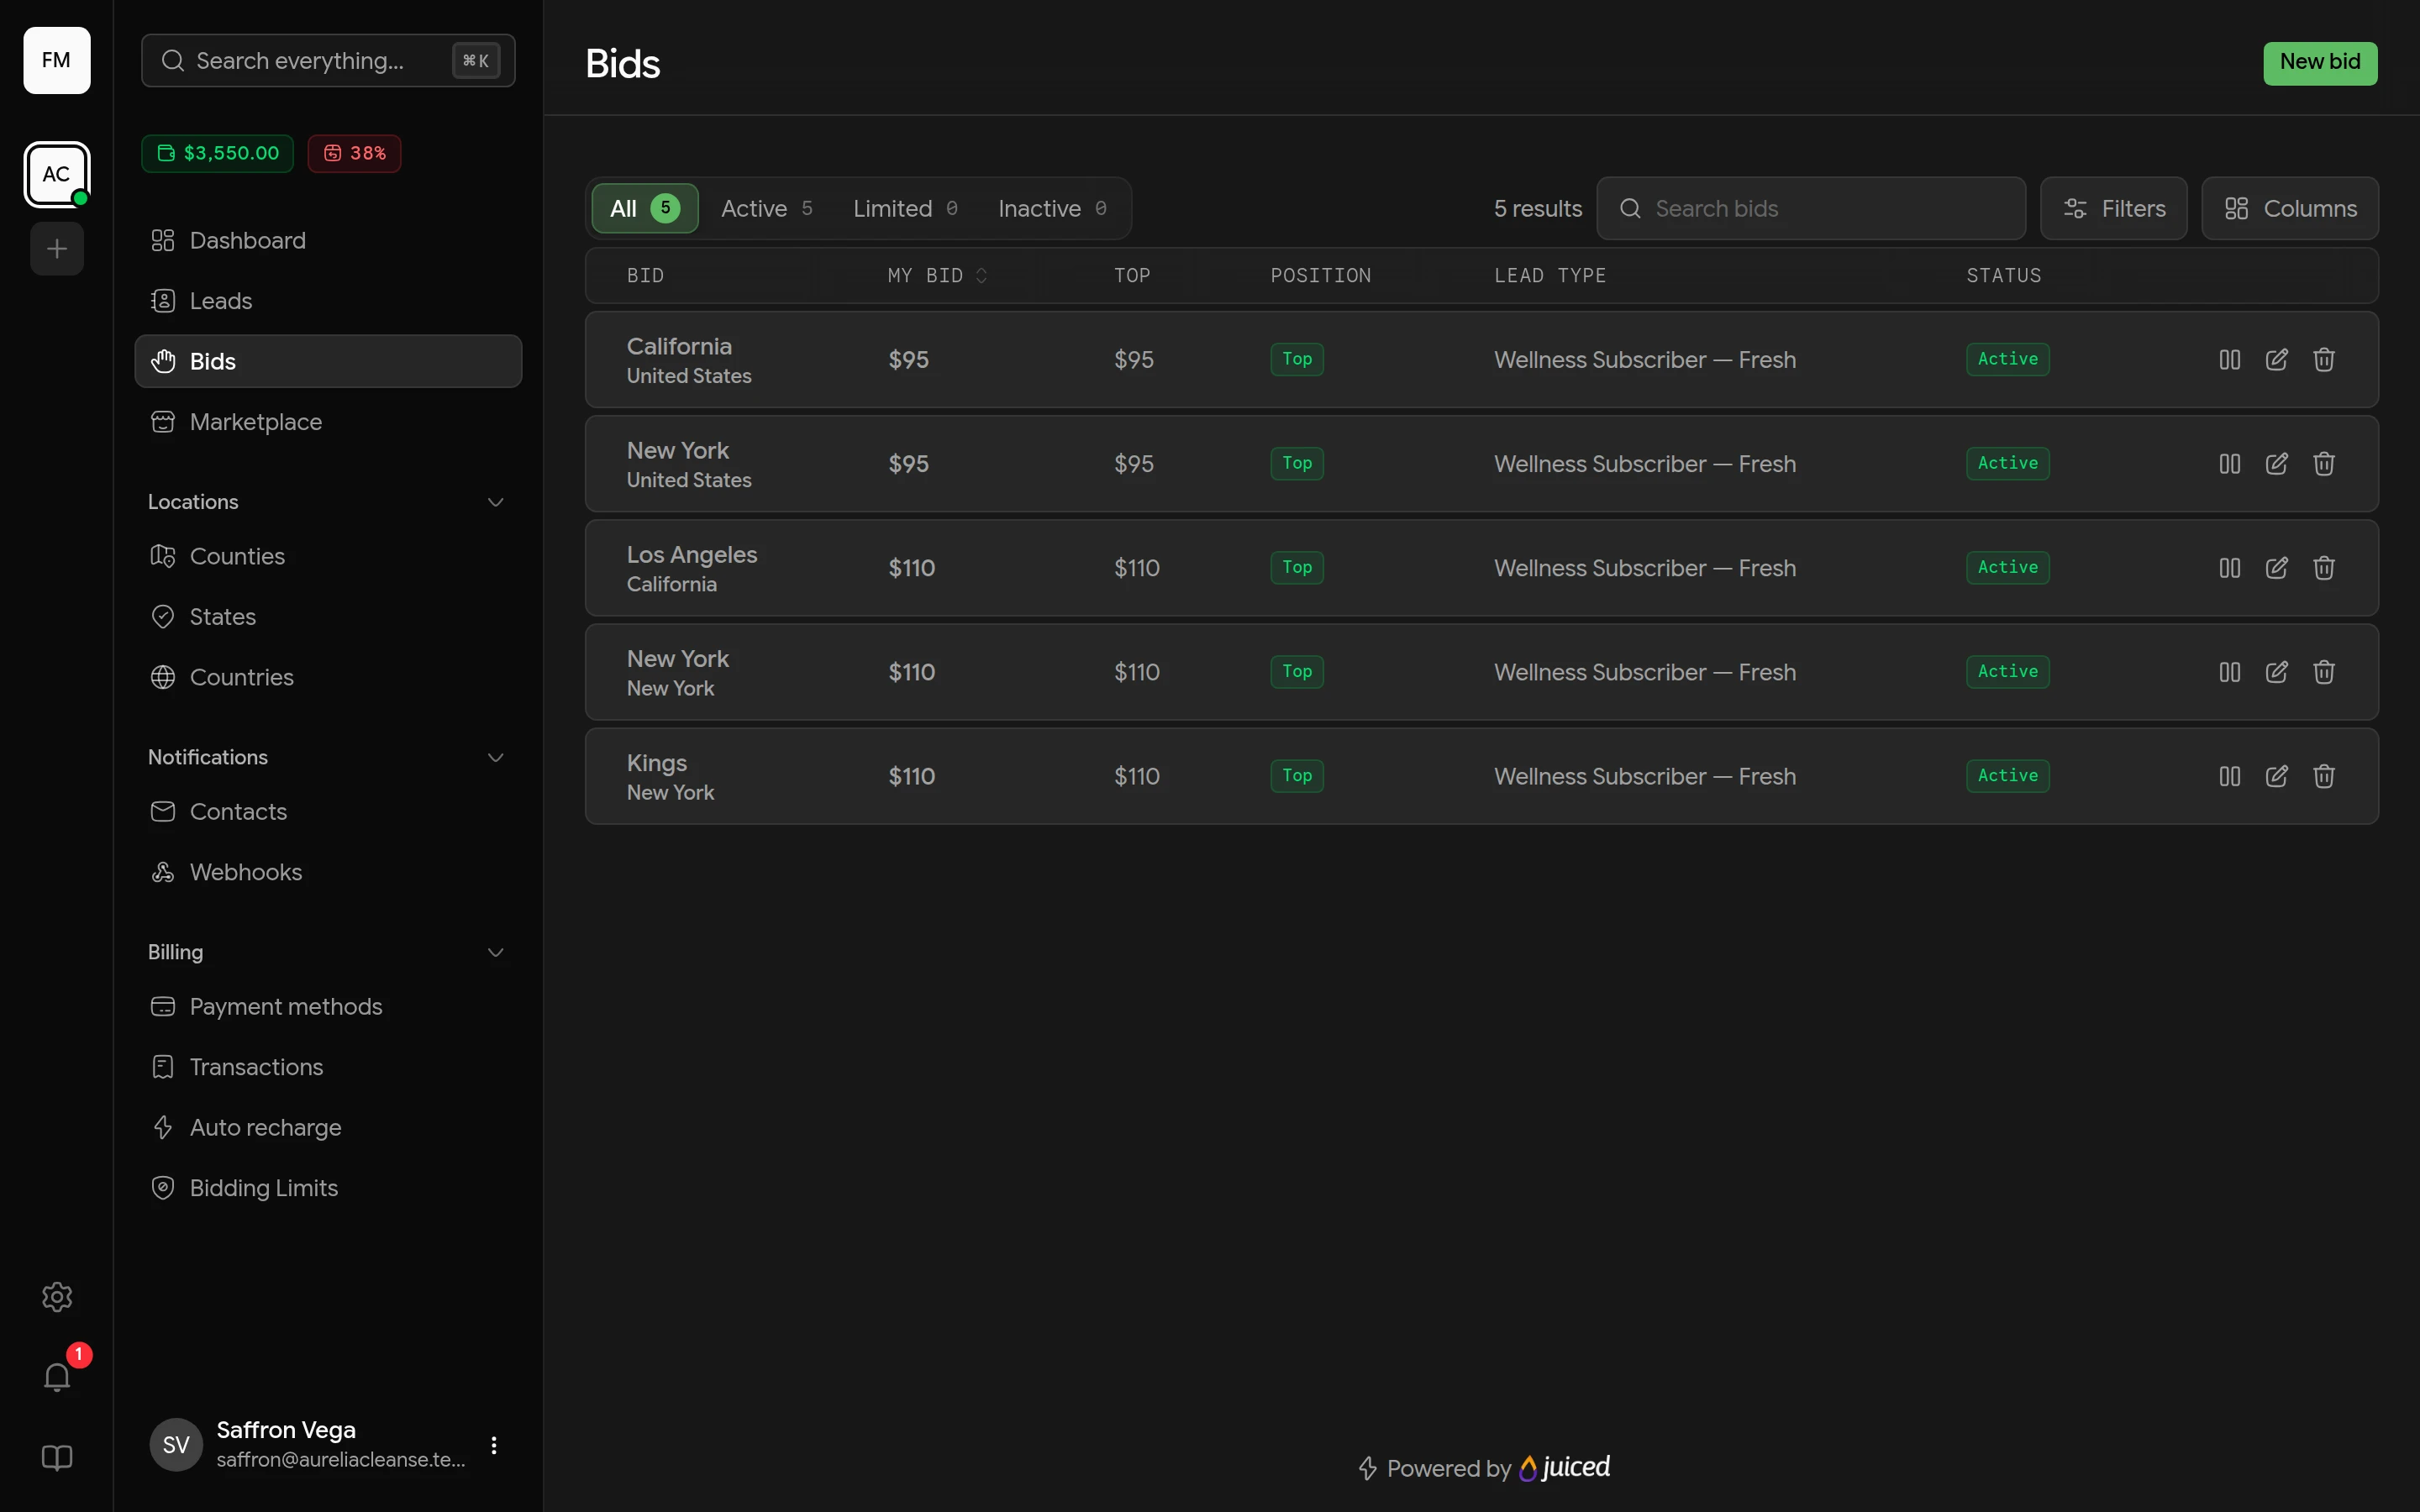 FM
AC
Search everything...
⌘K
$3,550.00
38%
Dashboard
Leads
Bids
Marketplace
Locations
Counties
States
Countries
Notifications
Contacts
Webhooks
Billing
Payment methods
Transactions
Auto recharge
Bidding Limits
1
SV
Saffron Vega
saffron@aureliacleanse.te...
Bids
New bid
All 5 Active 5 Limited 0 Inactive 0
5 results
Search bids
Filters
Columns
BID MY BID TOP POSITION LEAD TYPE STATUS
California
United States
$95 $95 Top Wellness Subscriber — Fresh Active
New York
United States
$95 $95 Top Wellness Subscriber — Fresh Active
Los Angeles
California
$110 $110 Top Wellness Subscriber — Fresh Active
New York
New York
$110 $110 Top Wellness Subscriber — Fresh Active
Kings
New York
$110 $110 Top Wellness Subscriber — Fresh Active
Powered by juiced